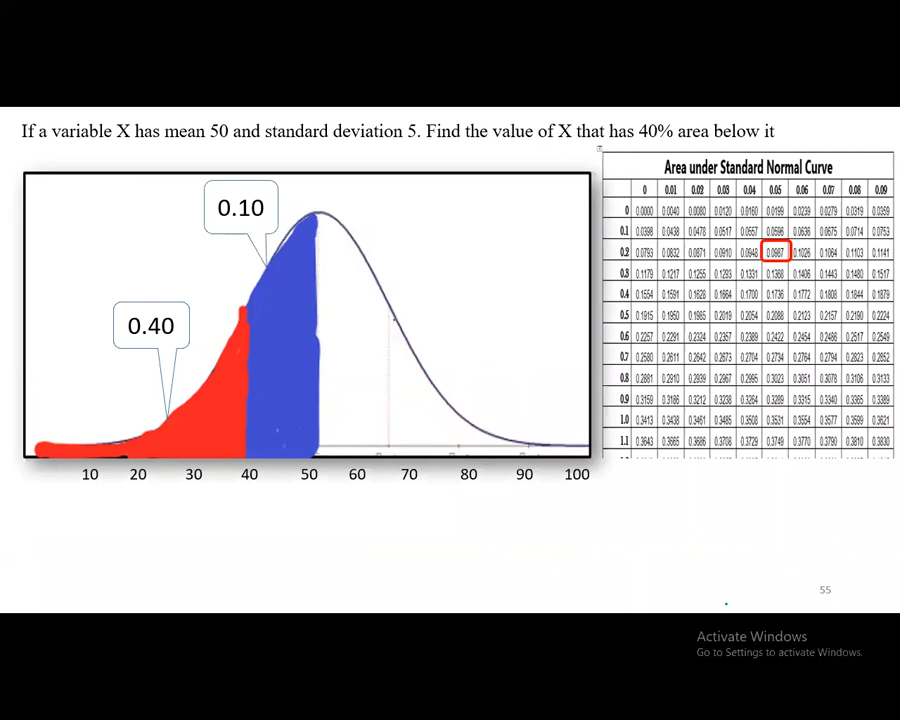 If a variable X has mean 50 and standard deviation 5. Find the value of X that has 40% area below it
0.10
0.40
10 20 30 40 50 60 70 80 90 100
Area under Standard Normal Curve
0 0.01 0.02 0.03 0.04 0.05 0.06 0.07 0.08 0.09
0 0.0000 0.0040 0.0080 0.0120 0.0160 0.0199 0.0239 0.0279 0.0319 0.0359
0.1 0.0398 0.0438 0.0478 0.0517 0.0557 0.0596 0.0636 0.0675 0.0714 0.0753
0.2 0.0793 0.0832 0.0871 0.0910 0.0948 0.0987 0.1026 0.1064 0.1103 0.1141
0.3 0.1179 0.1217 0.1255 0.1293 0.1331 0.1368 0.1406 0.1443 0.1480 0.1517
0.4 0.1554 0.1591 0.1628 0.1664 0.1700 0.1736 0.1772 0.1808 0.1844 0.1879
0.5 0.1915 0.1950 0.1985 0.2019 0.2054 0.2088 0.2123 0.2157 0.2190 0.2224
0.6 0.2257 0.2291 0.2324 0.2357 0.2389 0.2422 0.2454 0.2486 0.2517 0.2549
0.7 0.2580 0.2611 0.2642 0.2673 0.2704 0.2734 0.2764 0.2794 0.2823 0.2852
0.8 0.2881 0.2910 0.2939 0.2967 0.2995 0.3023 0.3051 0.3078 0.3106 0.3133
0.9 0.3159 0.3186 0.3212 0.3238 0.3264 0.3289 0.3315 0.3340 0.3365 0.3389
1.0 0.3413 0.3438 0.3461 0.3485 0.3508 0.3531 0.3554 0.3577 0.3599 0.3621
1.1 0.3643 0.3665 0.3686 0.3708 0.3729 0.3749 0.3770 0.3790 0.3810 0.3830
55
Activate Windows
Go to Settings to activate Windows.